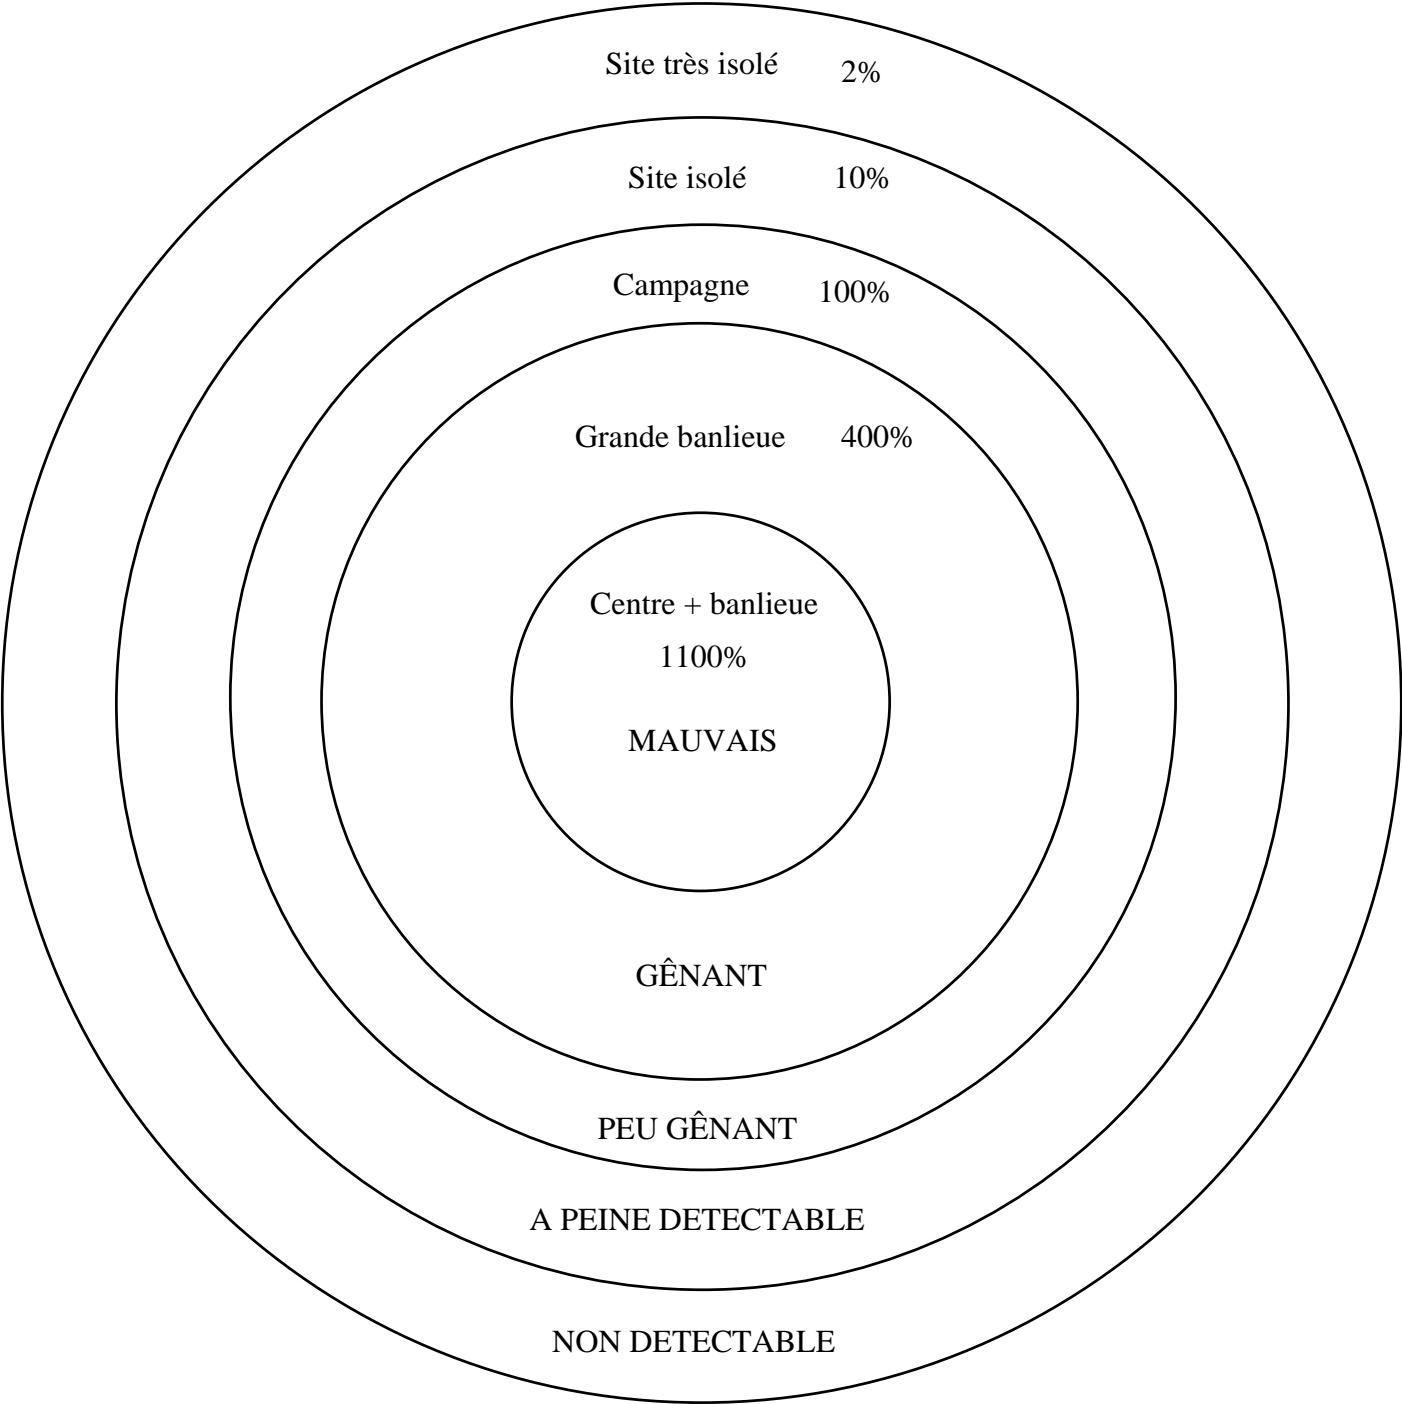 Site très isolé 2%
Site isolé 10%
Campagne 100%
Grande banlieue 400%
Centre + banlieue
1100%
MAUVAIS
GÊNANT
PEU GÊNANT
A PEINE DETECTABLE
NON DETECTABLE